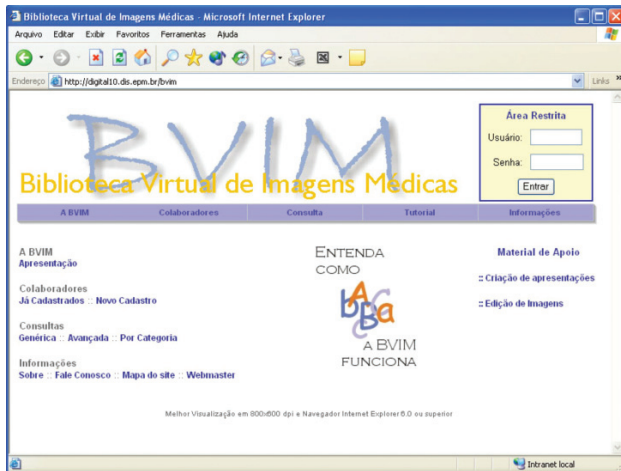 Biblioteca Virtual de Imagens Médicas - Microsoft Internet Explorer
Arquivo Editar Exibir Favoritos Ferramentas Ajuda
Endereço http://digital10.dis.epm.br/bvim Links »
BVIM
Biblioteca Virtual de Imagens Médicas
Área Restrita
Usuário:
Senha:
Entrar
A BVIM Colaboradores Consulta Tutorial Informações
A BVIM
Apresentação
Colaboradores
Já Cadastrados :: Novo Cadastro
Consultas
Genérica :: Avançada :: Por Categoria
Informações
Sobre :: Fale Conosco :: Mapa do site :: Webmaster
ENTENDA
COMO
A BVIM
FUNCIONA
Material de Apoio
:: Criação de apresentações
:: Edição de Imagens
Melhor Visualização em 800x600 dpi e Navegador Internet Explorer 6.0 ou superior
Intranet local